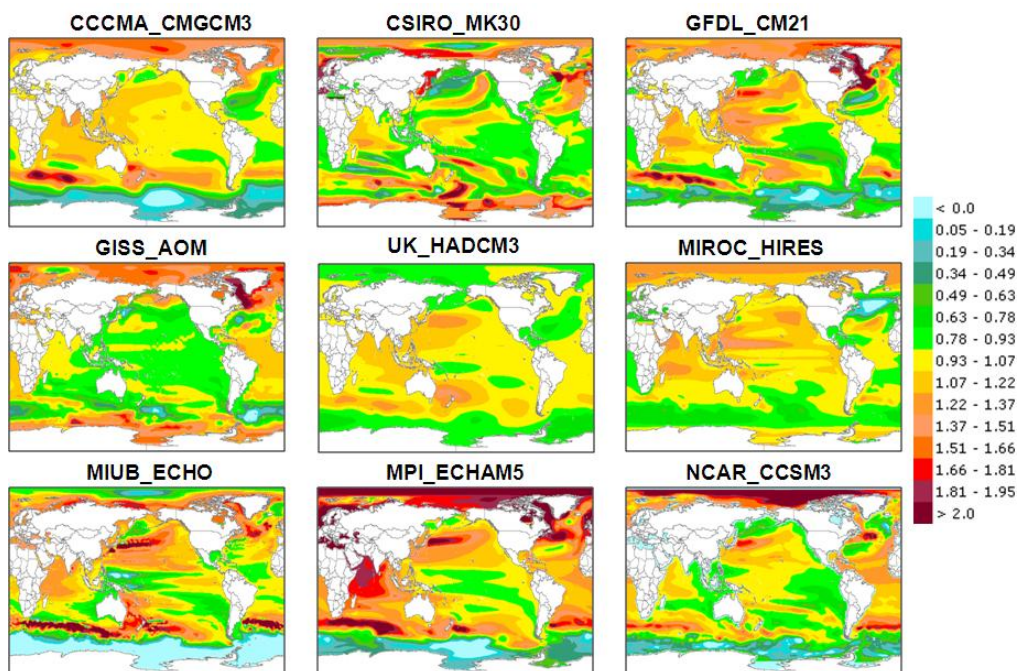 CCCMA_CMGCM3
CSIRO_MK30
GFDL_CM21
GISS_AOM
UK_HADCM3
MIROC_HIRES
MIUB_ECHO
MPI_ECHAM5
NCAR_CCSM3
< 0.0
0.05 - 0.19
0.19 - 0.34
0.34 - 0.49
0.49 - 0.63
0.63 - 0.78
0.78 - 0.93
0.93 - 1.07
1.07 - 1.22
1.22 - 1.37
1.37 - 1.51
1.51 - 1.66
1.66 - 1.81
1.81 - 1.95
> 2.0